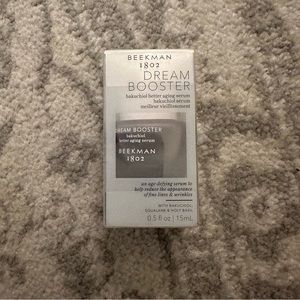 BEEKMAN
1802
DREAM
BOOSTER
bakuchiol better aging serum
bakuchiol sérum
meilleur vieillissement
DREAM BOOSTER
bakuchiol
better aging serum
BEEKMAN
1802
an age-defying serum to
help reduce the appearance
of fine lines & wrinkles
WITH BAKUCHIOL,
SQUALANE & HOLY BASIL
0.5 fl oz | 15mL